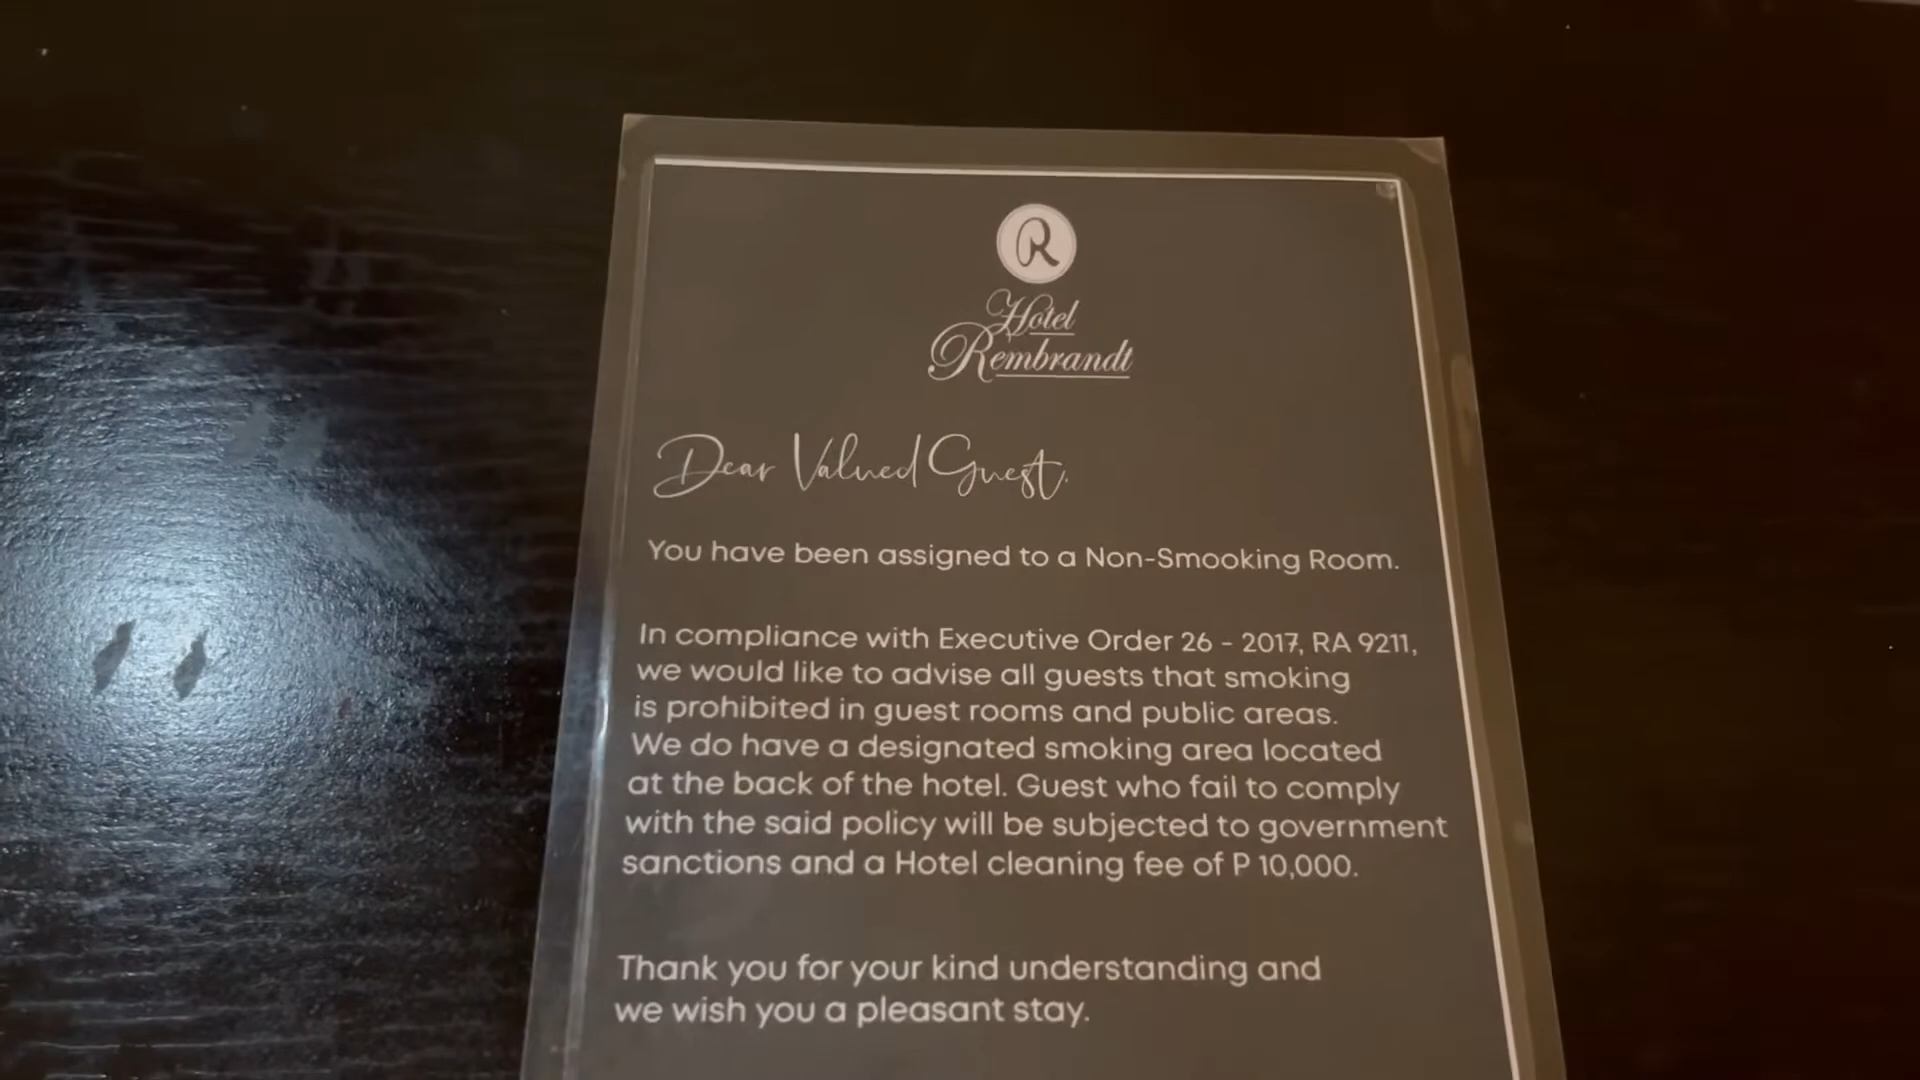 R
Hotel
Rembrandt
Dear Valued Guest,
You have been assigned to a Non-Smooking Room.
In compliance with Executive Order 26 - 2017, RA 9211,
we would like to advise all guests that smoking
is prohibited in guest rooms and public areas.
We do have a designated smoking area located
at the back of the hotel. Guest who fail to comply
with the said policy will be subjected to government
sanctions and a Hotel cleaning fee of P 10,000.
Thank you for your kind understanding and
we wish you a pleasant stay.